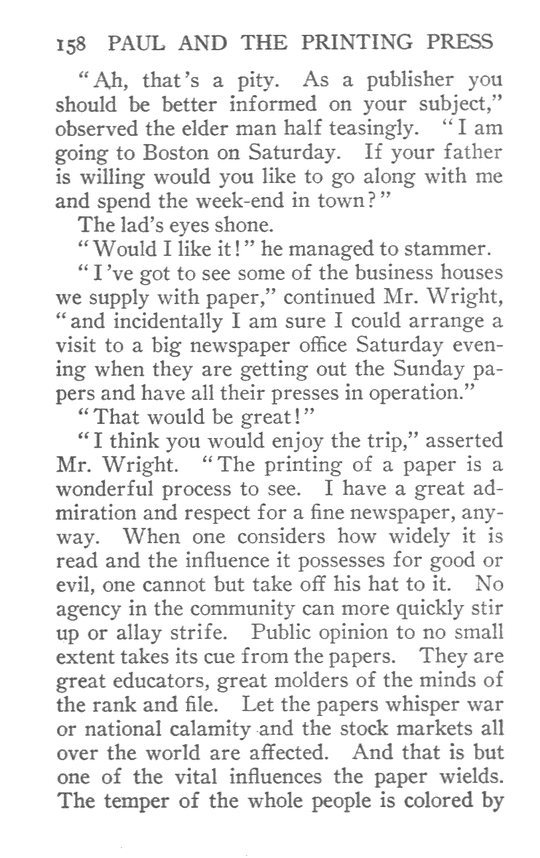 158 PAUL AND THE PRINTING PRESS
"Ah, that's a pity. As a publisher you
should be better informed on your subject,"
observed the elder man half teasingly. "I am
going to Boston on Saturday. If your father
is willing would you like to go along with me
and spend the week-end in town?"
The lad's eyes shone.
"Would I like it!" he managed to stammer.
"I've got to see some of the business houses
we supply with paper," continued Mr. Wright,
"and incidentally I am sure I could arrange a
visit to a big newspaper office Saturday even-
ing when they are getting out the Sunday pa-
pers and have all their presses in operation."
"That would be great!"
"I think you would enjoy the trip," asserted
Mr. Wright. "The printing of a paper is a
wonderful process to see. I have a great ad-
miration and respect for a fine newspaper, any-
way. When one considers how widely it is
read and the influence it possesses for good or
evil, one cannot but take off his hat to it. No
agency in the community can more quickly stir
up or allay strife. Public opinion to no small
extent takes its cue from the papers. They are
great educators, great molders of the minds of
the rank and file. Let the papers whisper war
or national calamity and the stock markets all
over the world are affected. And that is but
one of the vital influences the paper wields.
The temper of the whole people is colored by